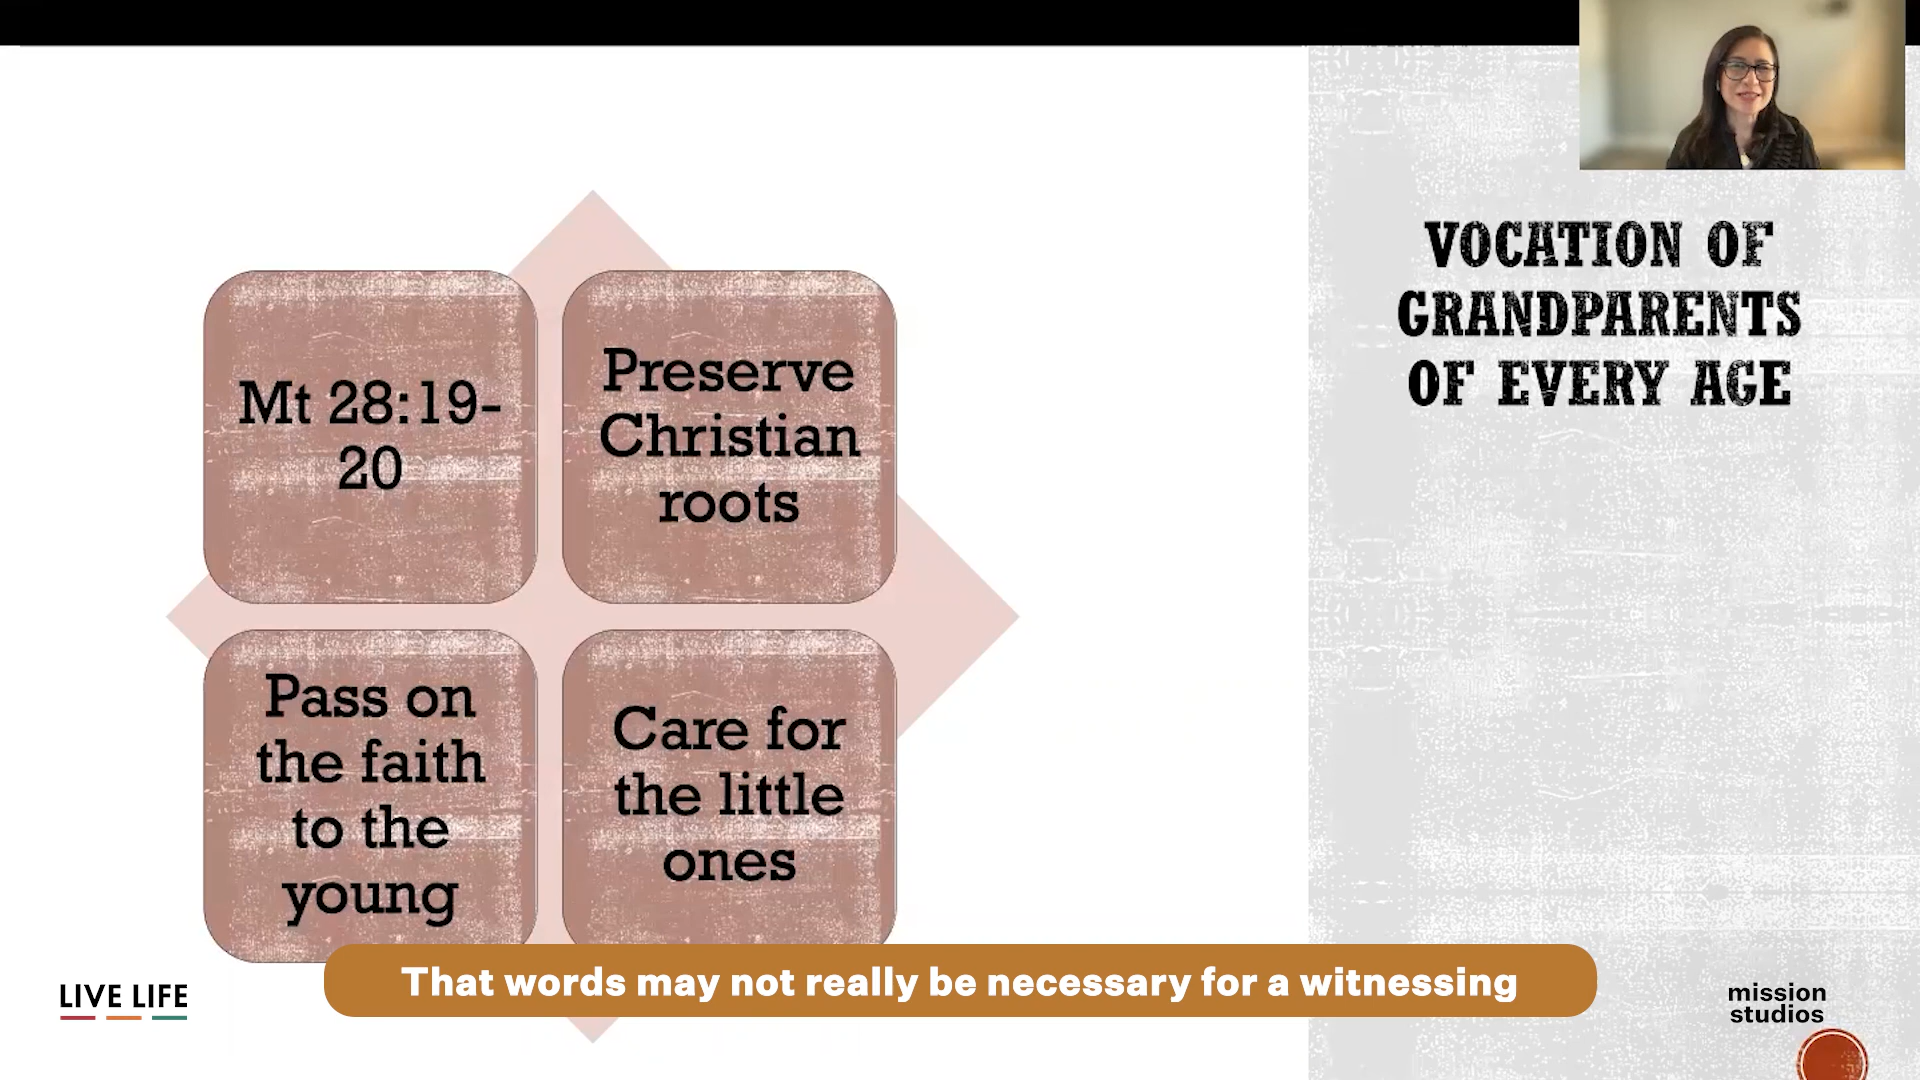 VOCATION OF
GRANDPARENTS
OF EVERY AGE
Mt 28:19-
20
Preserve
Christian
roots
Pass on
the faith
to the
young
Care for
the little
ones
That words may not really be necessary for a witnessing
LIVE LIFE
mission
studios